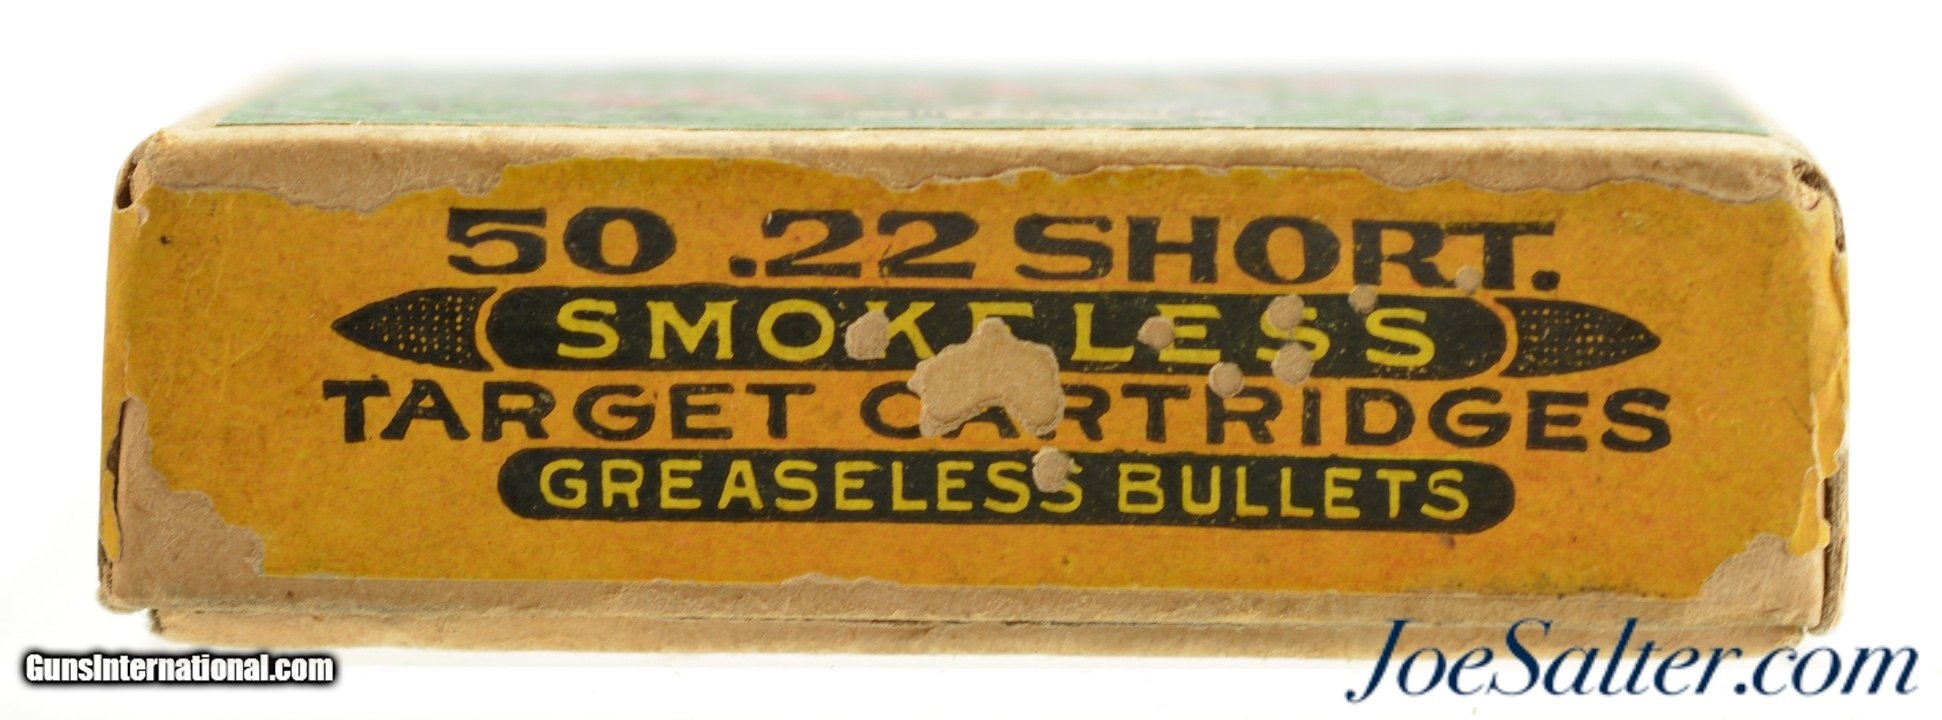 50 .22 SHORT.
SMOKELESS
TARGET CARTRIDGES
GREASELESS BULLETS
GunsInternational.com
JoeSalter.com